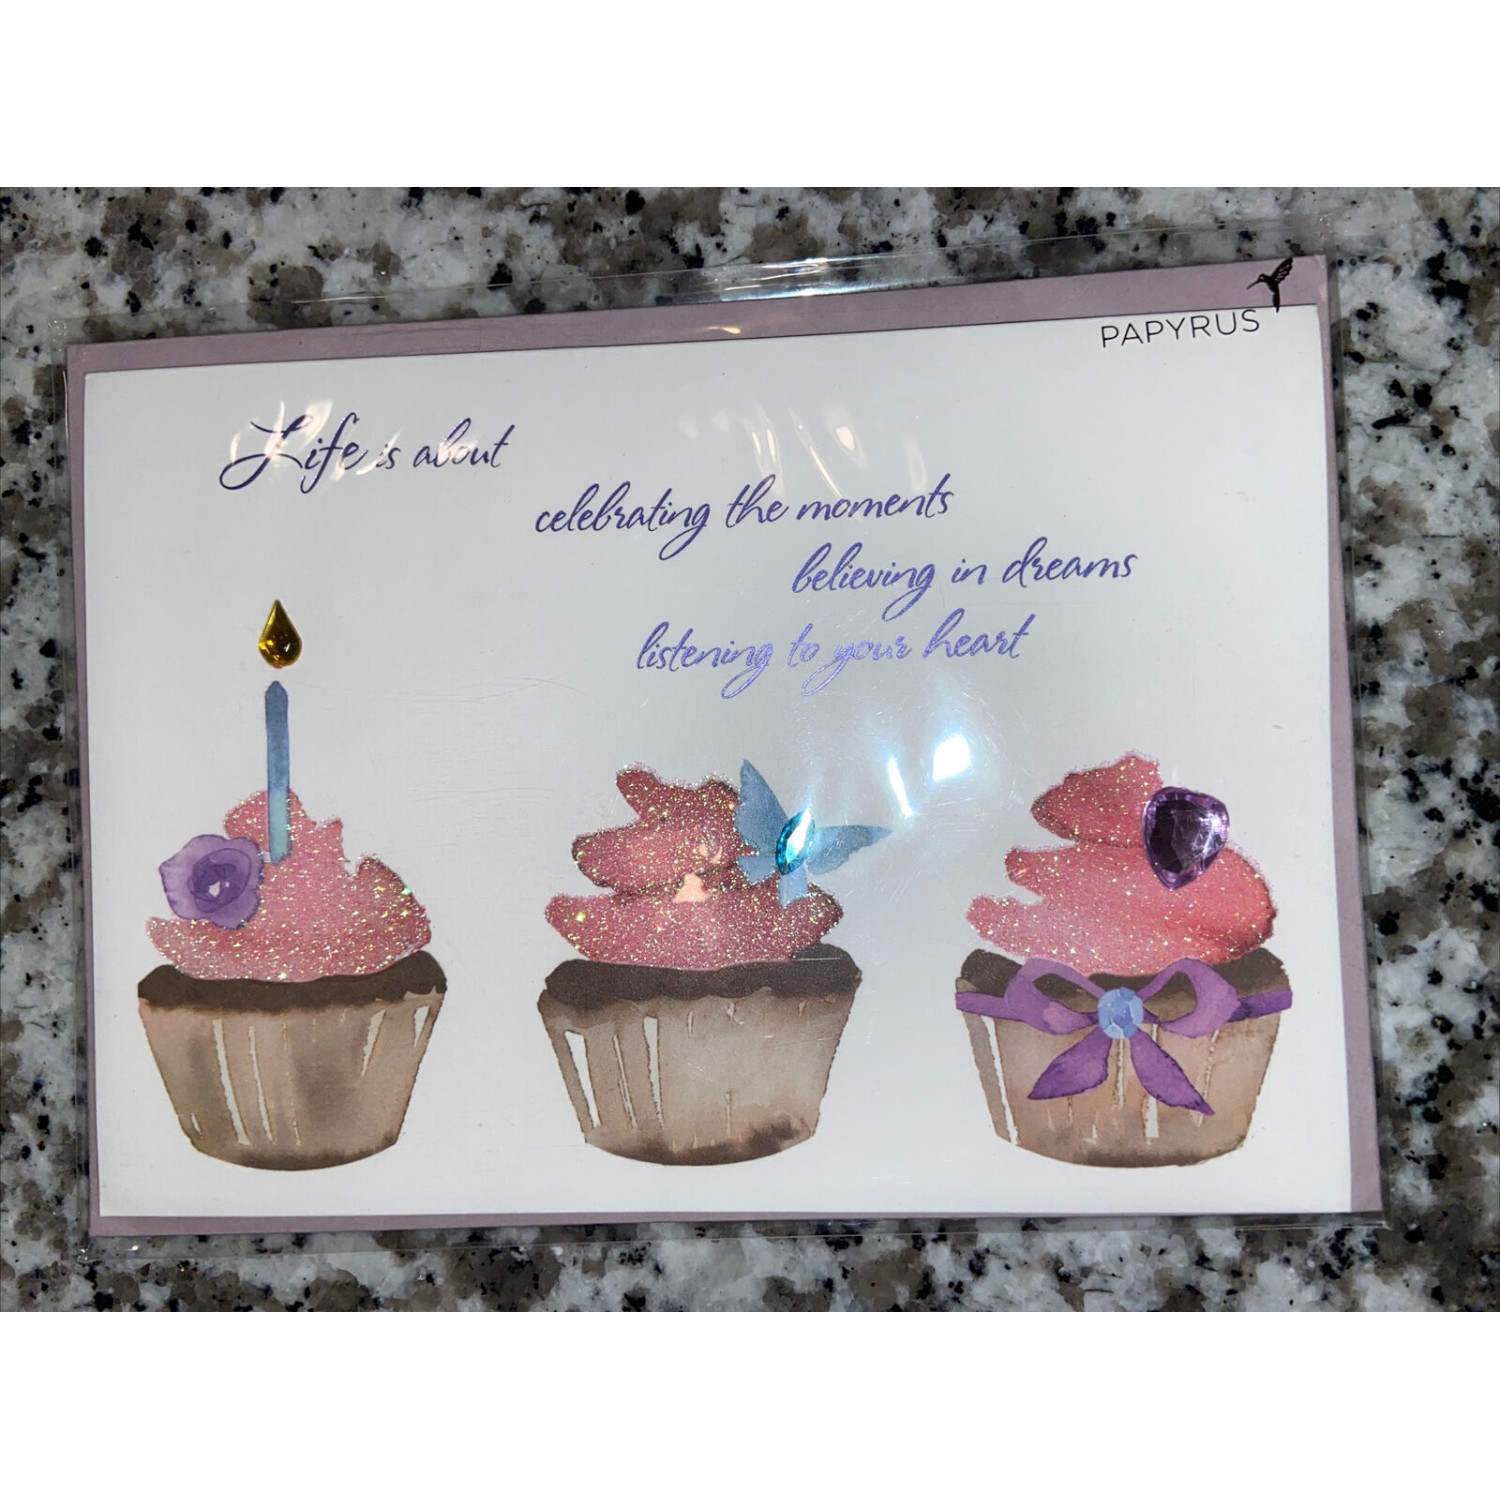 PAPYRUS
Life is about
celebrating the moments
believing in dreams
listening to your heart